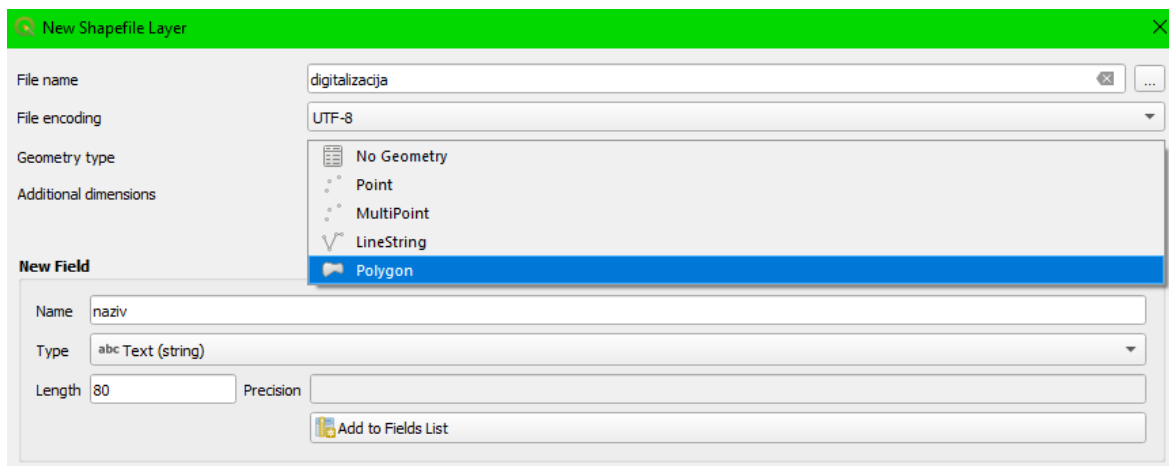 New Shapefile Layer
File name digitalizacija ...
File encoding UTF-8
Geometry type No Geometry
Additional dimensions Point
MultiPoint
LineString
Polygon
New Field
Name naziv
Type abc Text (string)
Length 80 Precision
Add to Fields List